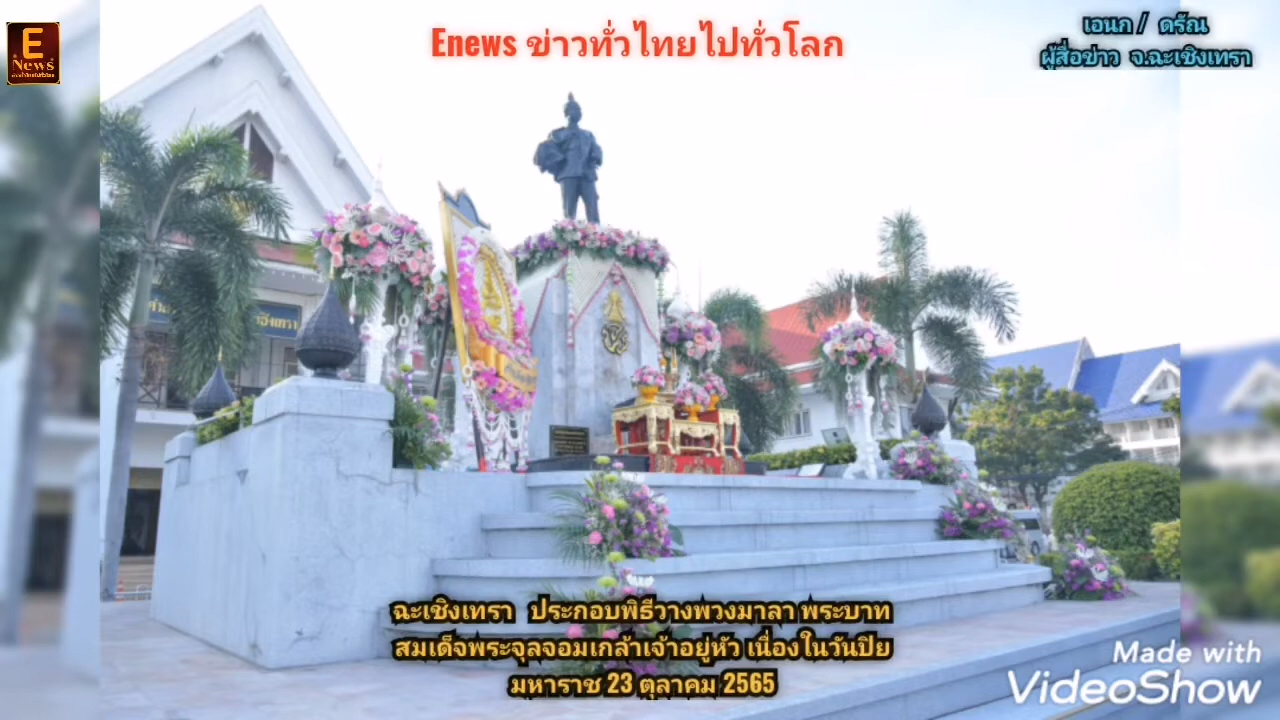 E
News
Enews ข่าวทั่วไทยไปทั่วโลก
เอนก / ดรัณ
ผู้สื่อข่าว จ.ฉะเชิงเทรา
ฉะเชิงเทรา ประกอบพิธีวางพวงมาลา พระบาท
สมเด็จพระจุลจอมเกล้าเจ้าอยู่หัว เนื่องในวันปิย
มหาราช 23 ตุลาคม 2565
Made with
VideoShow